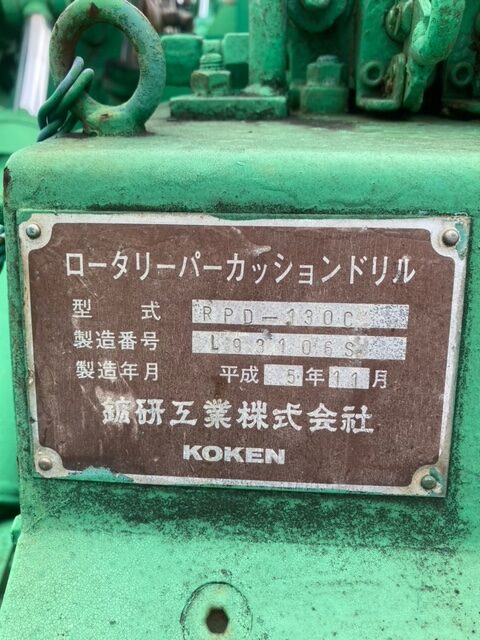 ロータリーパーカッションドリル
型 式 RPD-130C
製造番号 L93106S
製造年月 平成 5年11月
鉱研工業株式会社
KOKEN